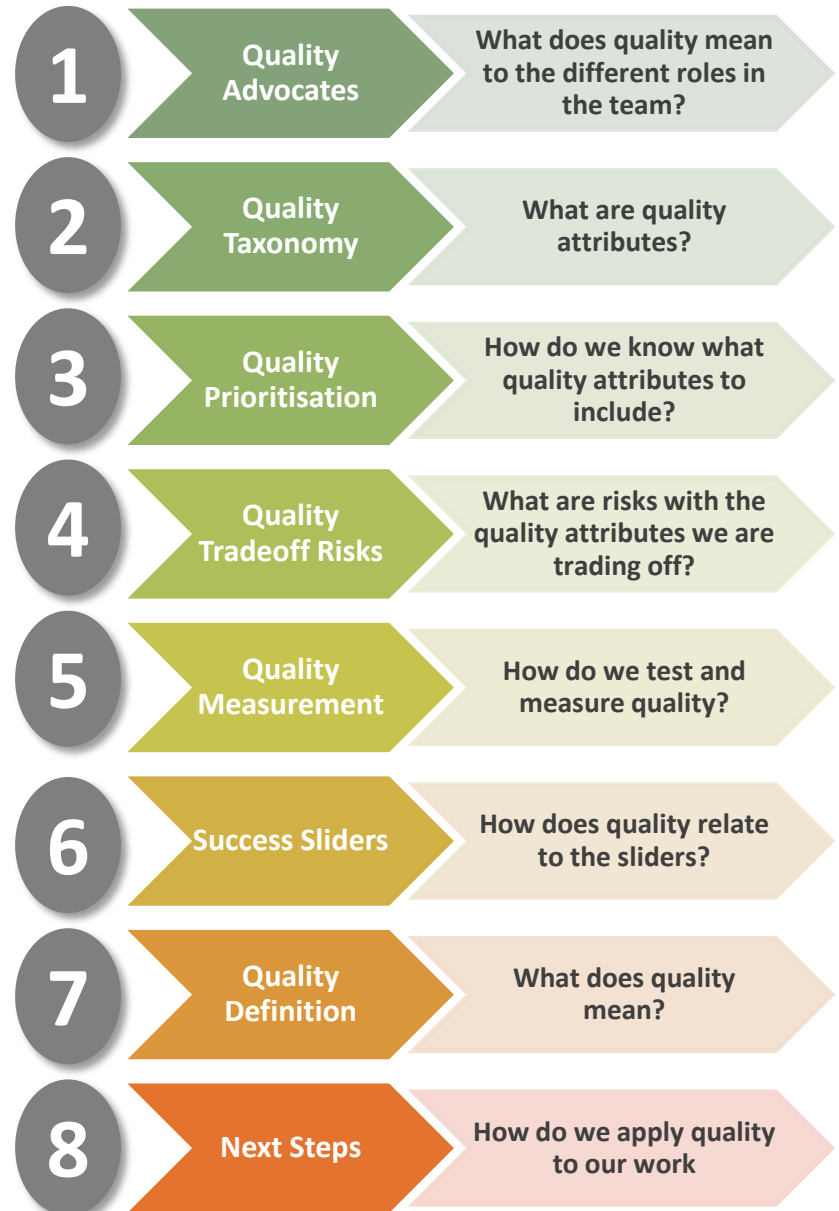 1
Quality
Advocates
What does quality mean
to the different roles in
the team?
2
Quality
Taxonomy
What are quality
attributes?
3
Quality
Prioritisation
How do we know what
quality attributes to
include?
4
Quality
Tradeoff Risks
What are risks with the
quality attributes we are
trading off?
5
Quality
Measurement
How do we test and
measure quality?
6
Success Sliders
How does quality relate
to the sliders?
7
Quality
Definition
What does quality
mean?
8
Next Steps
How do we apply quality
to our work